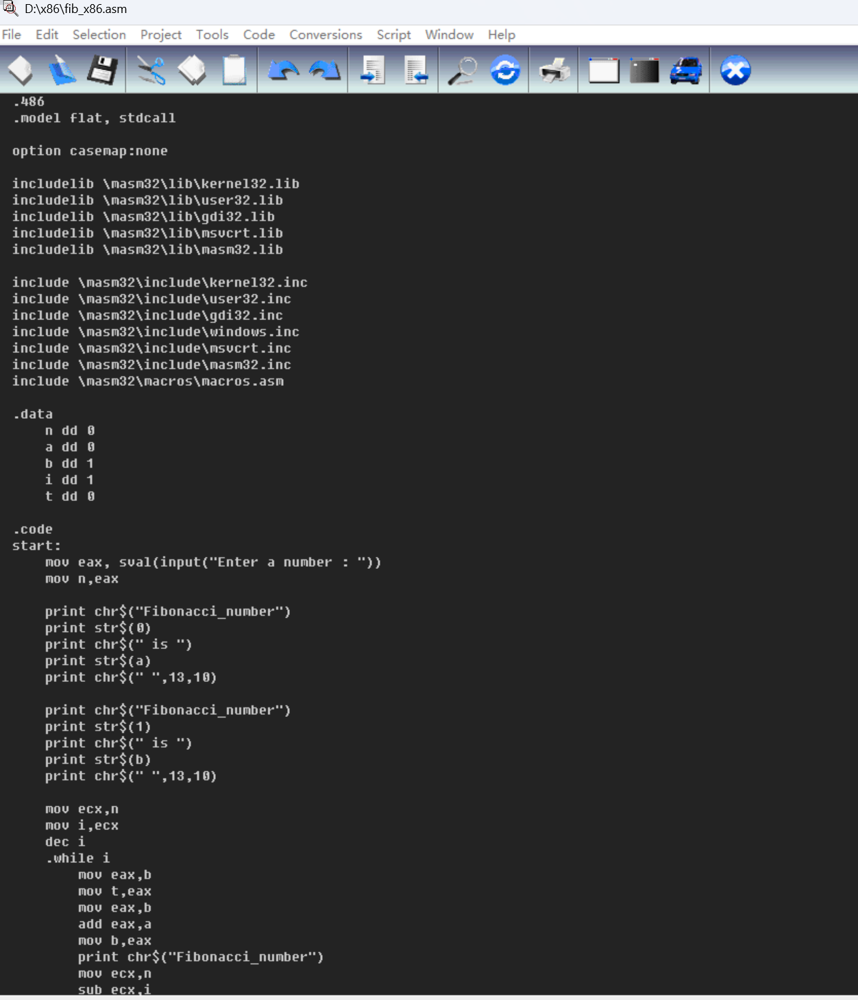 D:\x86\fib_x86.asm
File Edit Selection Project Tools Code Conversions Script Window Help
.486
.model flat, stdcall
option casemap:none
includelib \masm32\lib\kernel32.lib
includelib \masm32\lib\user32.lib
includelib \masm32\lib\gdi32.lib
includelib \masm32\lib\msvcrt.lib
includelib \masm32\lib\masm32.lib
include \masm32\include\kernel32.inc
include \masm32\include\user32.inc
include \masm32\include\gdi32.inc
include \masm32\include\windows.inc
include \masm32\include\msvcrt.inc
include \masm32\include\masm32.inc
include \masm32\macros\macros.asm
.data
n dd 0
a dd 0
b dd 1
i dd 1
t dd 0
.code
start:
mov eax, sval(input("Enter a number : "))
mov n,eax
print chr$("Fibonacci_number")
print str$(0)
print chr$(" is ")
print str$(a)
print chr$(" ",13,10)
print chr$("Fibonacci_number")
print str$(1)
print chr$(" is ")
print str$(b)
print chr$(" ",13,10)
mov ecx,n
mov i,ecx
dec i
.while i
mov eax,b
mov t,eax
mov eax,b
add eax,a
mov b,eax
print chr$("Fibonacci_number")
mov ecx,n
sub ecx,i